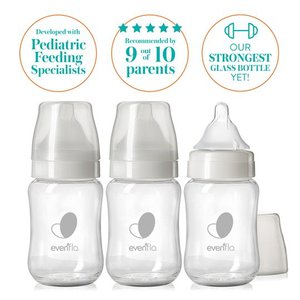 Developed with
Pediatric
Feeding
Specialists
Recommended by
9 out of 10
parents
OUR
STRONGEST
GLASS BOTTLE
YET!
evenflo
evenflo
evenflo